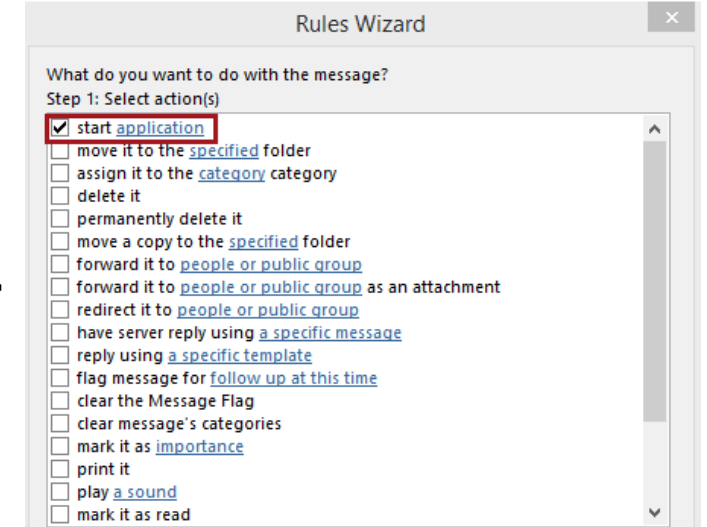 Rules Wizard
What do you want to do with the message?
Step 1: Select action(s)
start application
move it to the specified folder
assign it to the category category
delete it
permanently delete it
move a copy to the specified folder
forward it to people or public group
forward it to people or public group as an attachment
redirect it to people or public group
have server reply using a specific message
reply using a specific template
flag message for follow up at this time
clear the Message Flag
clear message's categories
mark it as importance
print it
play a sound
mark it as read